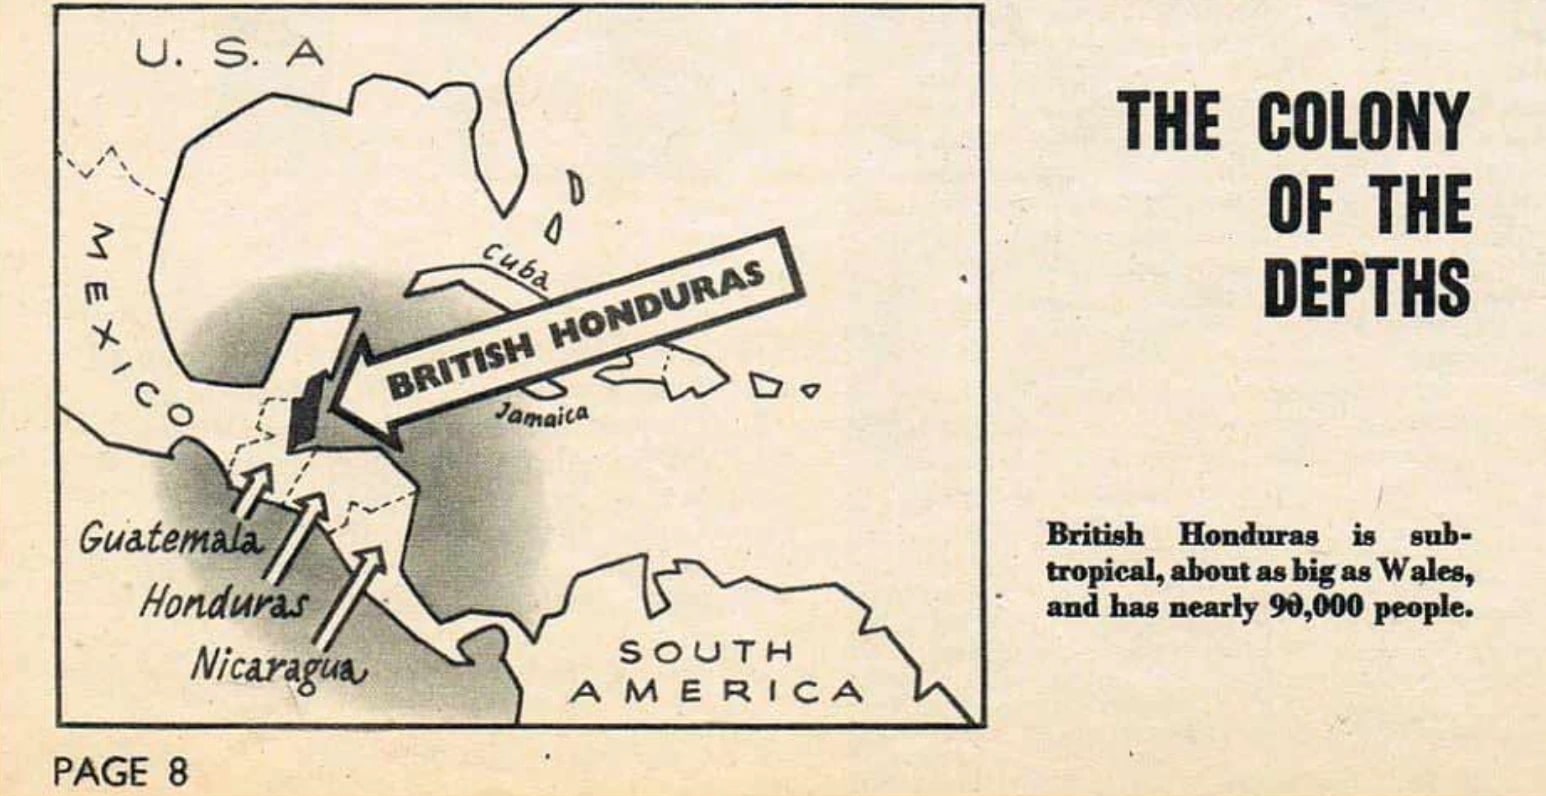 U. S. A
MEXICO
Cuba
BRITISH HONDURAS
Jamaica
Guatemala
Honduras
Nicaragua
SOUTH
AMERICA
THE COLONY
OF THE
DEPTHS
British Honduras is sub-
tropical, about as big as Wales,
and has nearly 90,000 people.
PAGE 8